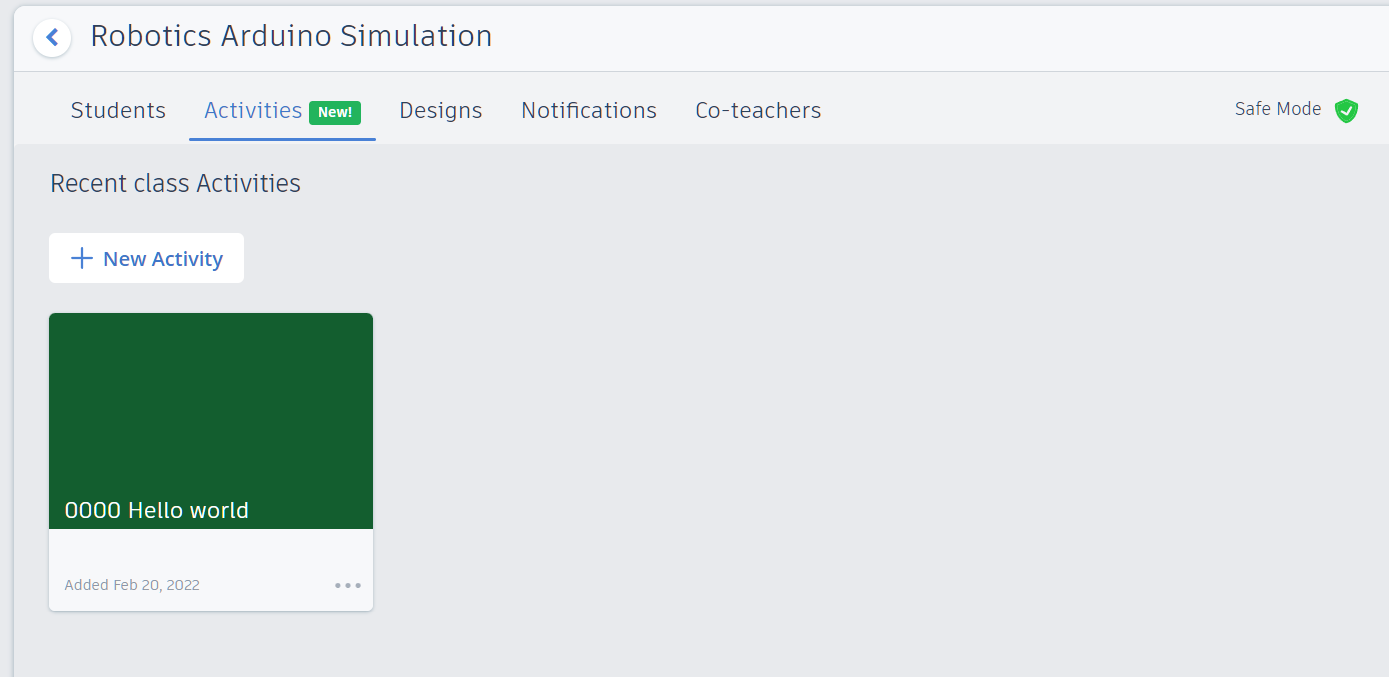 Robotics Arduino Simulation
Students Activities New! Designs Notifications Co-teachers Safe Mode
Recent class Activities
New Activity
0000 Hello world
Added Feb 20, 2022